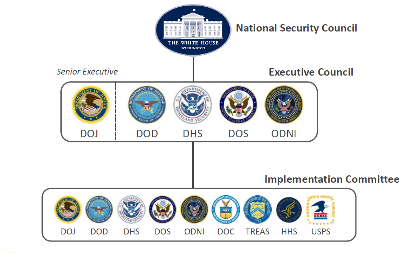 THE WHITE HOUSE
WASHINGTON
National Security Council
Senior Executive
Executive Council
DOJ DOD DHS DOS ODNI
Implementation Committee
DOJ DOD DHS DOS ODNI DOC TREAS HHS USPS